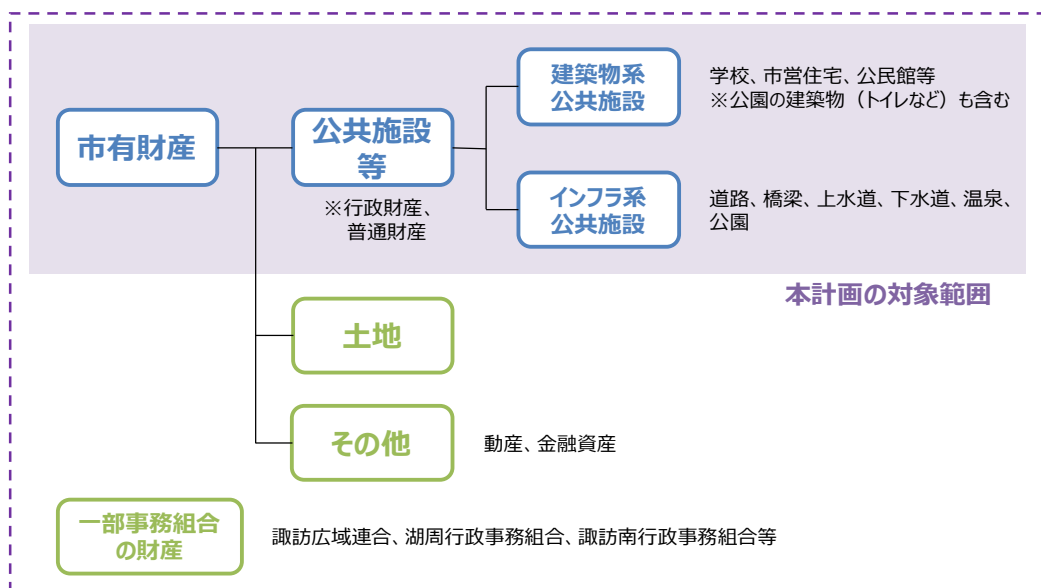 建築物系
公共施設
学校、市営住宅、公民館等
※公園の建築物（トイレなど）も含む
市有財産
公共施設
等
※行政財産、
普通財産
インフラ系
公共施設
道路、橋梁、上水道、下水道、温泉、
公園
本計画の対象範囲
土地
その他
動産、金融資産
一部事務組合
の財産
諏訪広域連合、湖周行政事務組合、諏訪南行政事務組合等